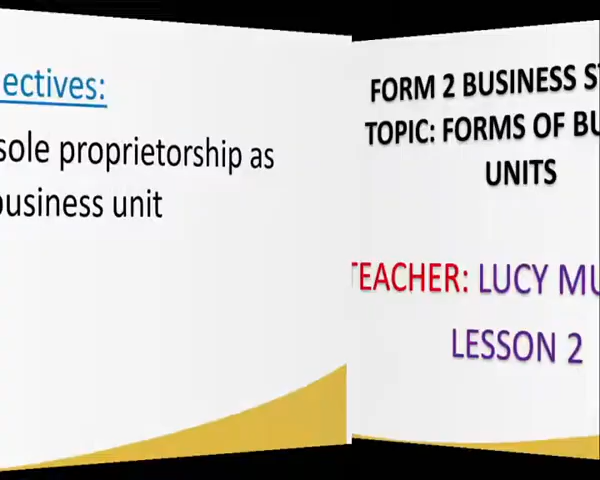 ectives:
sole proprietorship as
business unit
FORM 2 BUSINESS S
TOPIC: FORMS OF BU
UNITS
TEACHER: LUCY MU
LESSON 2